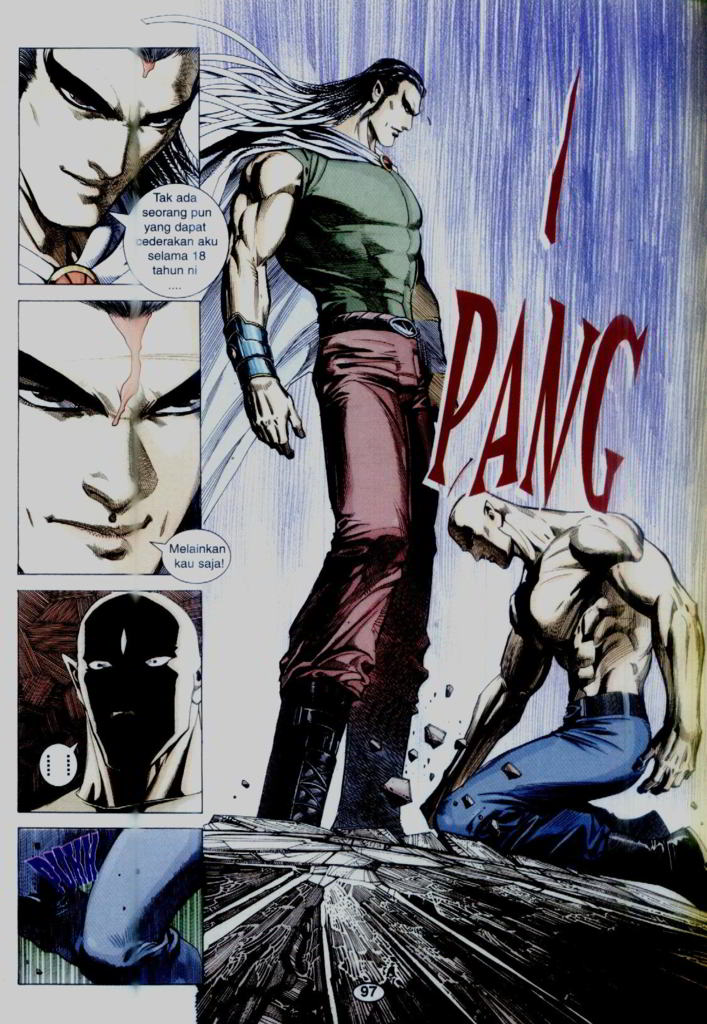 Tak ada
seorang pun
yang dapat
cederakan aku
selama 18
tahun ni
....
Melainkan
kau saja!
PANG
97